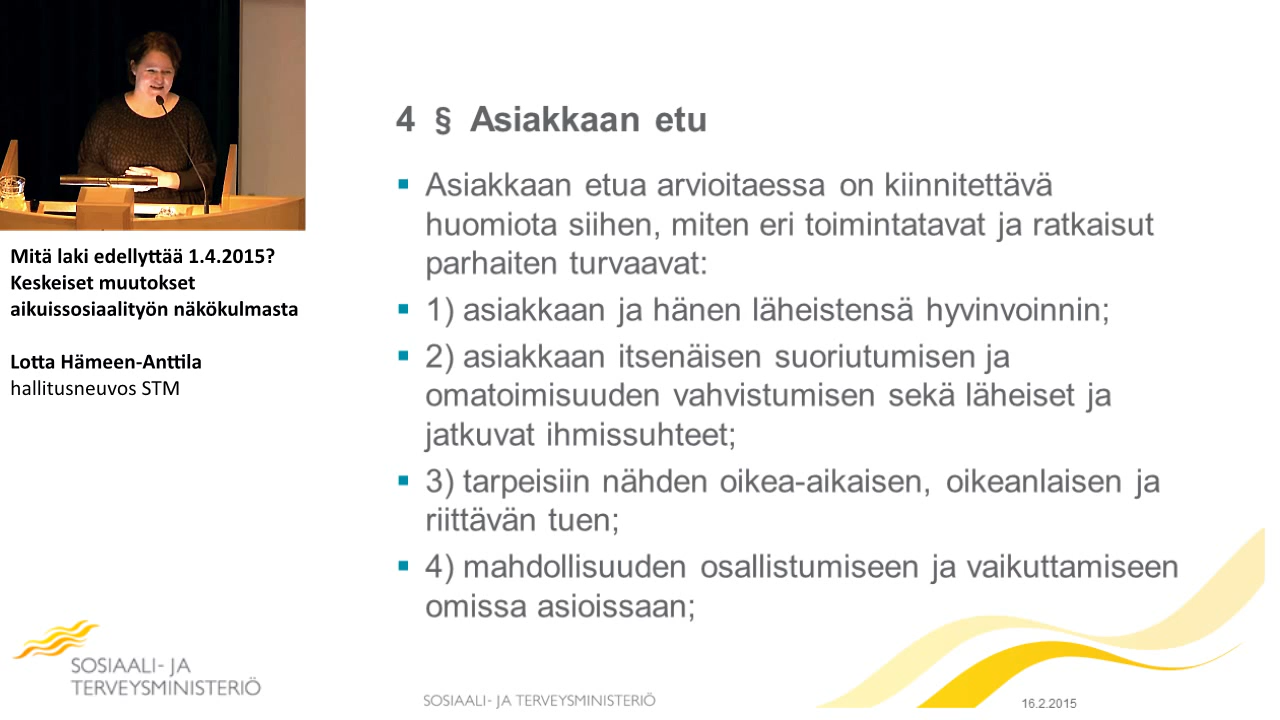 Mitä laki edellyttää 1.4.2015?
Keskeiset muutokset
aikuissosiaalityön näkökulmasta
Lotta Hämeen-Anttila
hallitusneuvos STM
4 § Asiakkaan etu
Asiakkaan etua arvioitaessa on kiinnitettävä
huomiota siihen, miten eri toimintatavat ja ratkaisut
parhaiten turvaavat:
1) asiakkaan ja hänen läheistensä hyvinvoinnin;
2) asiakkaan itsenäisen suoriutumisen ja
omatoimisuuden vahvistumisen sekä läheiset ja
jatkuvat ihmissuhteet;
3) tarpeisiin nähden oikea-aikaisen, oikeanlaisen ja
riittävän tuen;
4) mahdollisuuden osallistumiseen ja vaikuttamiseen
omissa asioissaan;
SOSIAALI- JA
TERVEYSMINISTERIÖ
SOSIAALI- JA TERVEYSMINISTERIÖ
16.2.2015